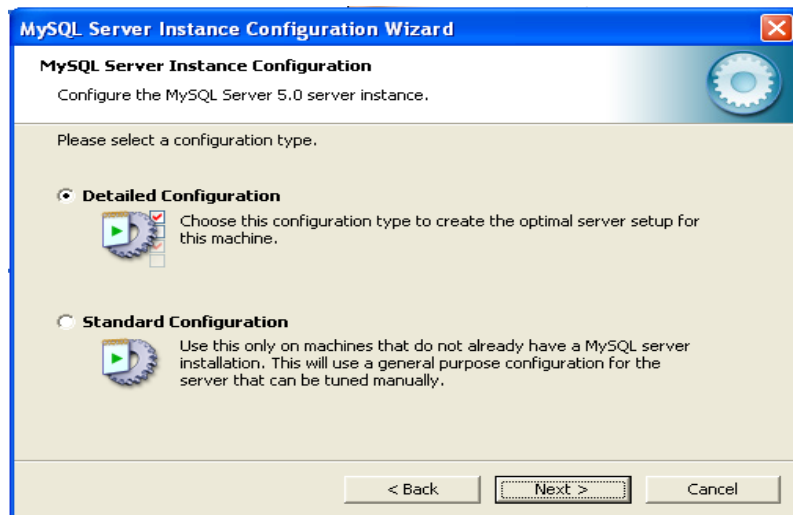 MySQL Server Instance Configuration Wizard
MySQL Server Instance Configuration
Configure the MySQL Server 5.0 server instance.
Please select a configuration type.
Detailed Configuration
Choose this configuration type to create the optimal server setup for
this machine.
Standard Configuration
Use this only on machines that do not already have a MySQL server
installation. This will use a general purpose configuration for the
server that can be tuned manually.
< Back Next > Cancel